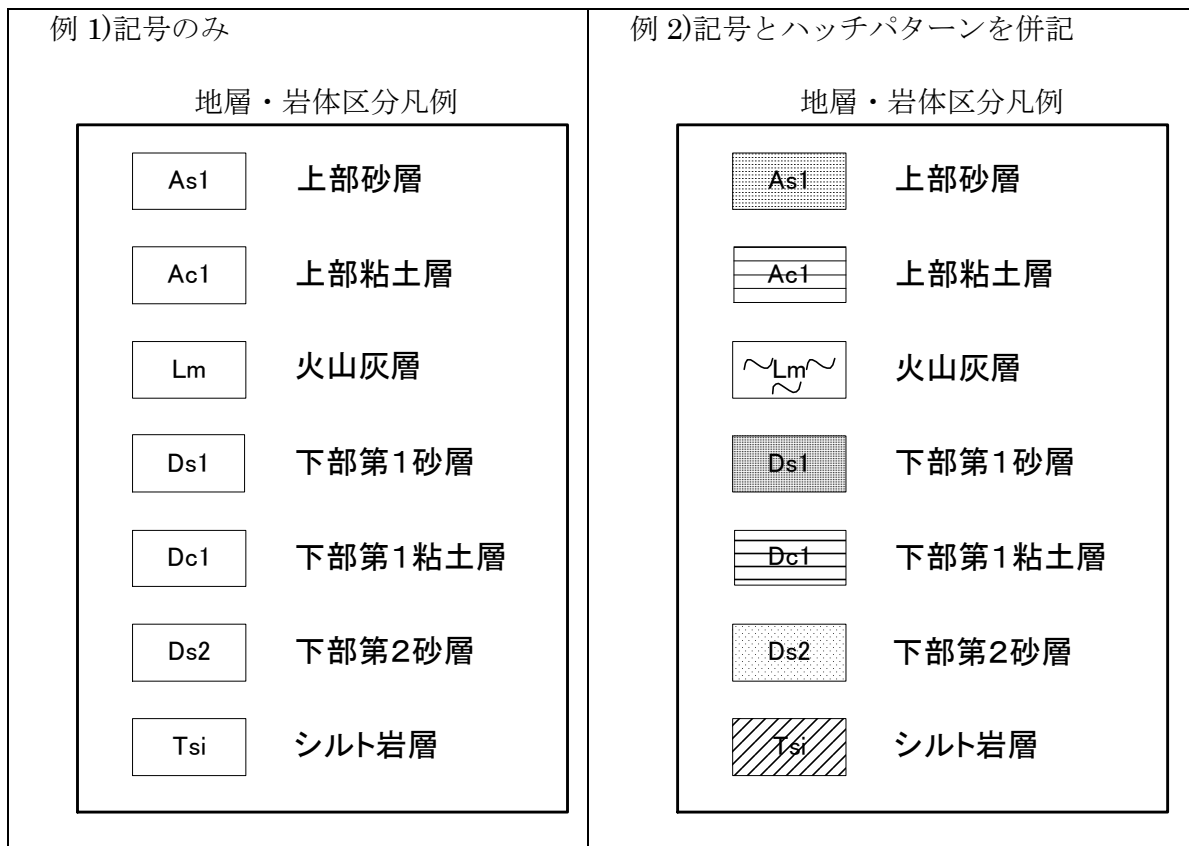 例 1)記号のみ
地層・岩体区分凡例
As1 上部砂層
Ac1 上部粘土層
Lm 火山灰層
Ds1 下部第1砂層
Dc1 下部第1粘土層
Ds2 下部第2砂層
Tsi シルト岩層
例 2)記号とハッチパターンを併記
地層・岩体区分凡例
As1 上部砂層
Ac1 上部粘土層
Lm 火山灰層
Ds1 下部第1砂層
Dc1 下部第1粘土層
Ds2 下部第2砂層
Tsi シルト岩層